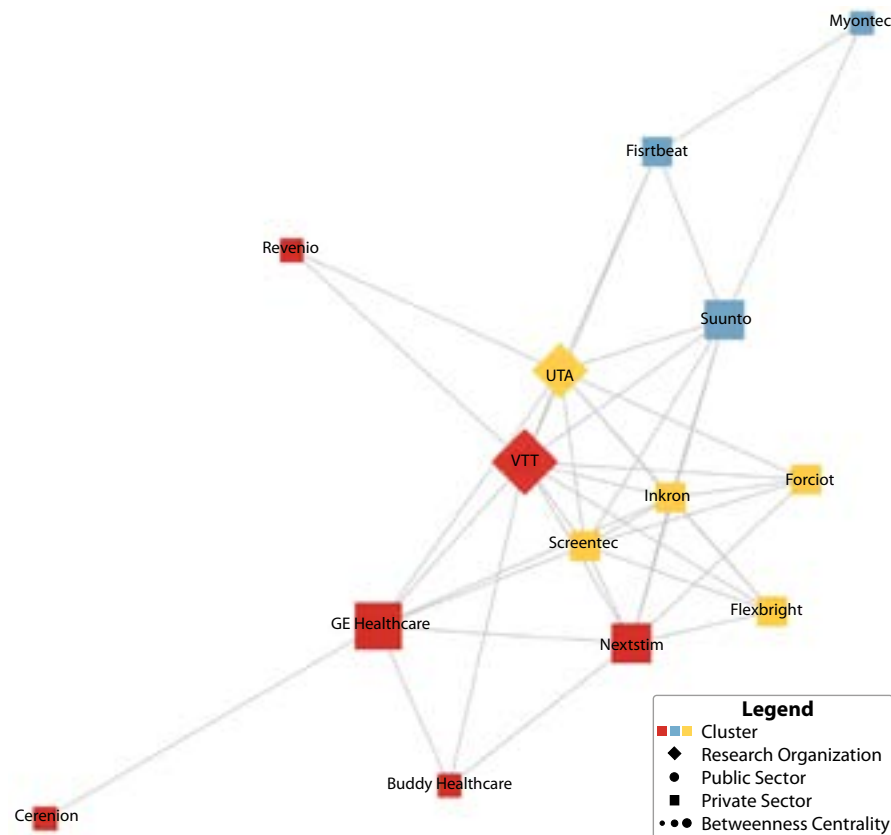 Myontec
Fisrtbeat
Revenio
Suunto
UTA
VTT
Forciot
Inkron
Screentec
Flexbright
GE Healthcare
Nextstim
Buddy Healthcare
Cerenion
Legend
Cluster
Research Organization
Public Sector
Private Sector
Betweenness Centrality